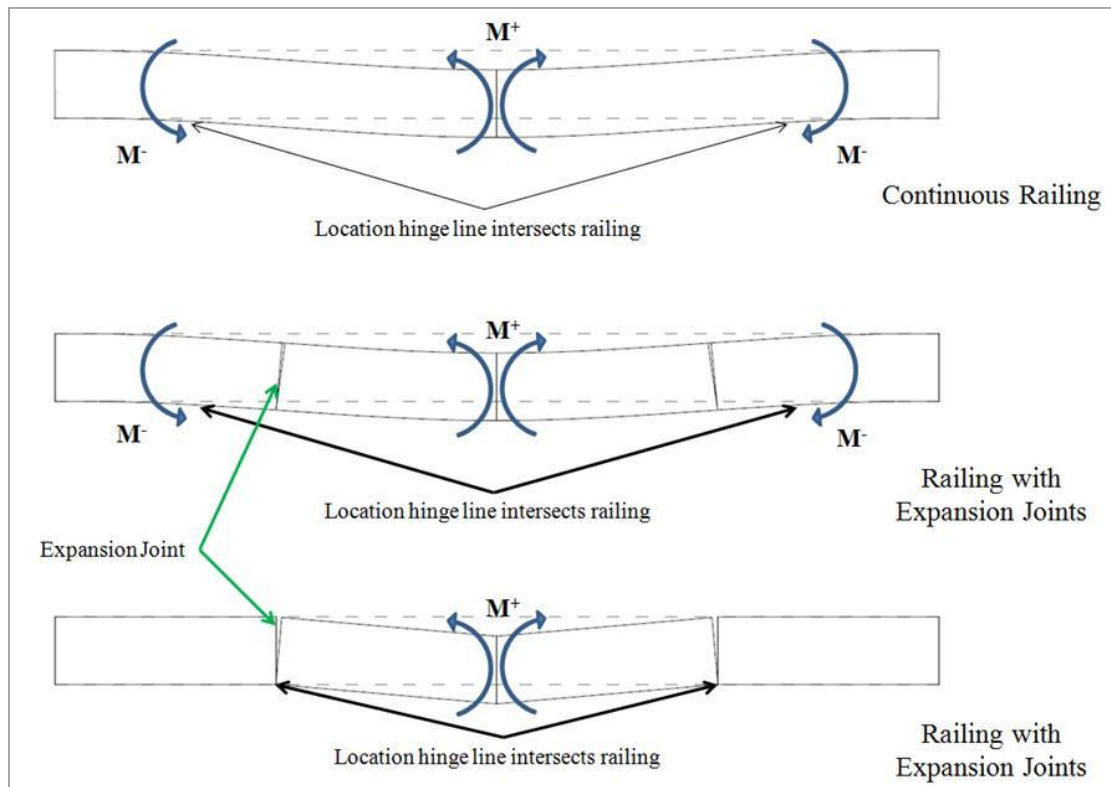 M+
M-
M-
Continuous Railing
Location hinge line intersects railing
M+
M-
M-
Railing with
Expansion Joints
Location hinge line intersects railing
Expansion Joint
M+
Location hinge line intersects railing
Railing with
Expansion Joints